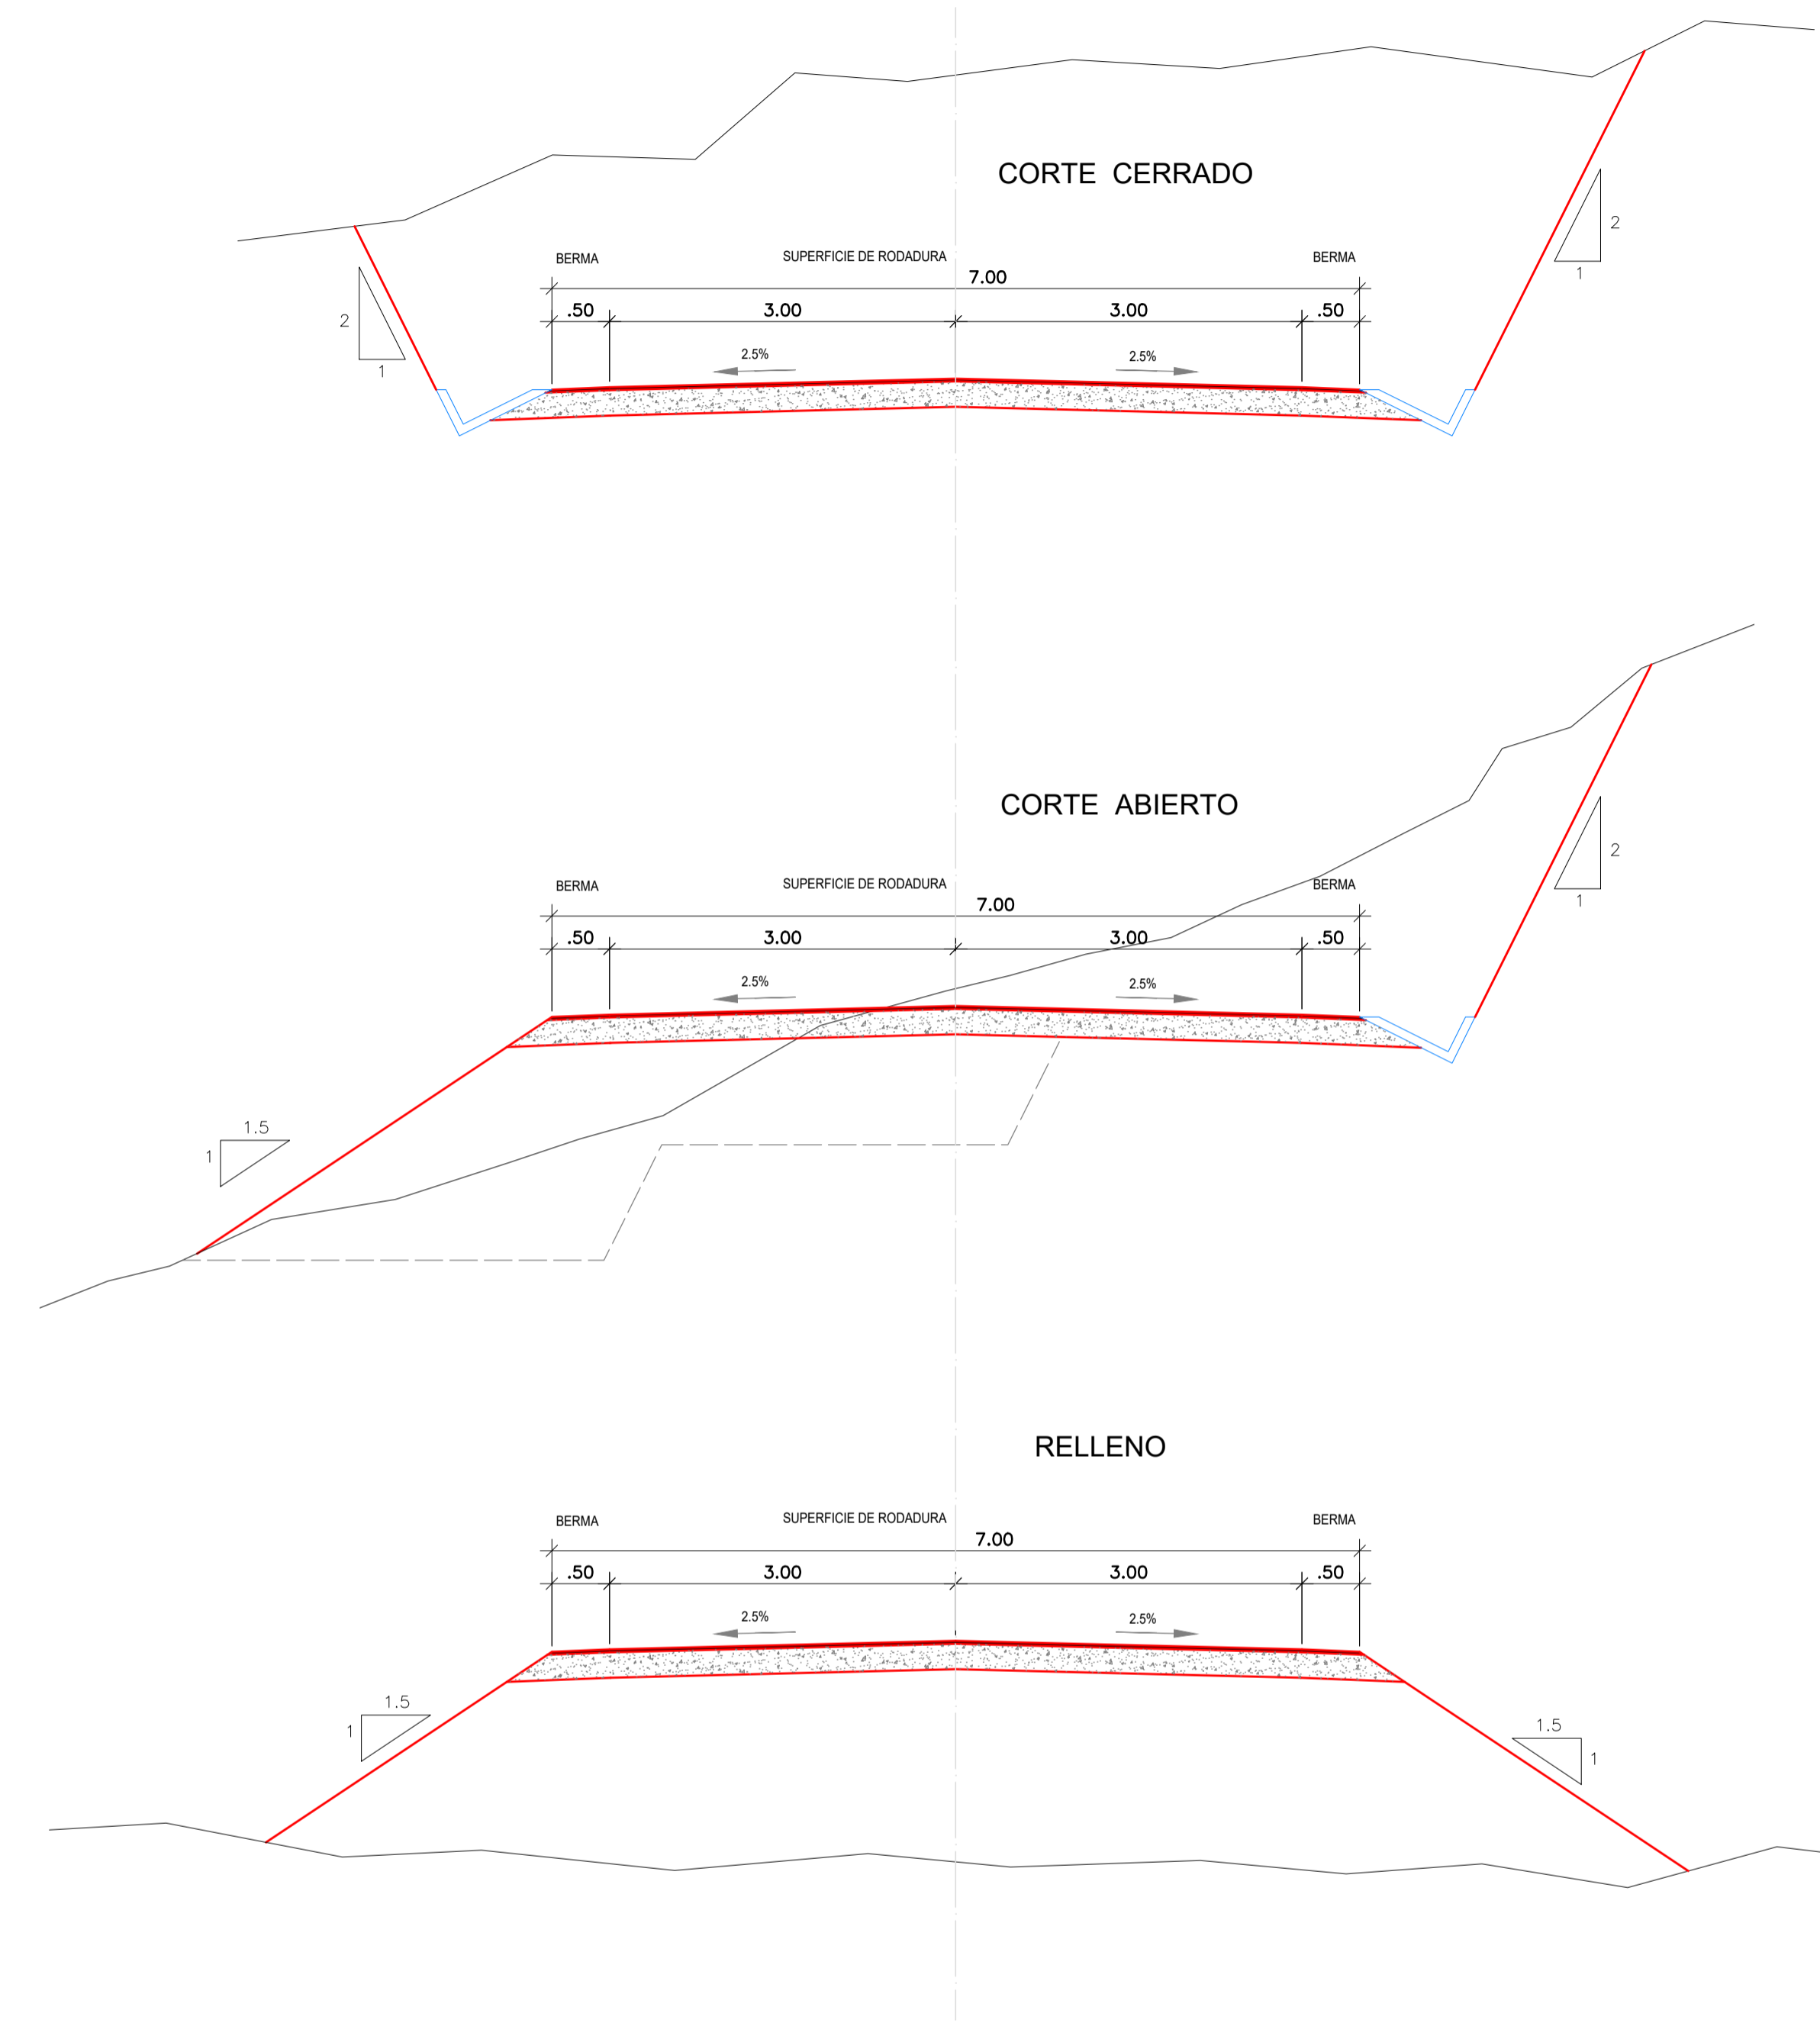 CORTE CERRADO
BERMA SUPERFICIE DE RODADURA BERMA
7.00
.50 3.00 3.00 .50
2.5% 2.5%
2
1
2
1
CORTE ABIERTO
BERMA SUPERFICIE DE RODADURA BERMA
7.00
.50 3.00 3.00 .50
2.5% 2.5%
2
1
1.5
1
RELLENO
BERMA SUPERFICIE DE RODADURA BERMA
7.00
.50 3.00 3.00 .50
2.5% 2.5%
1.5
1
1.5
1